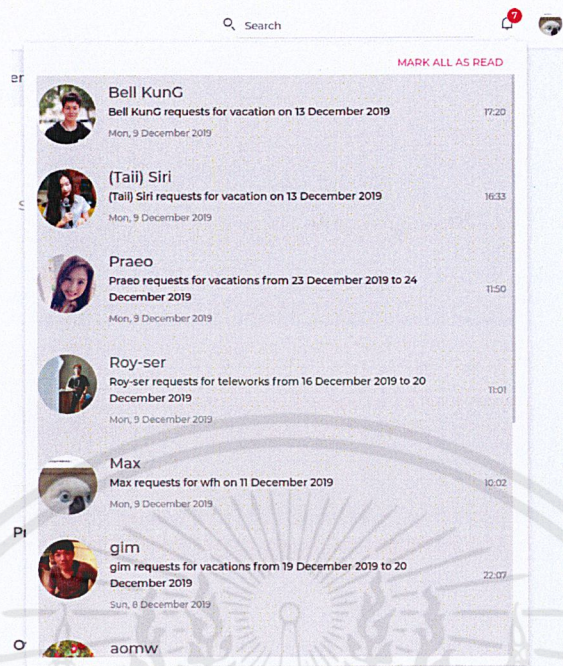 Search
7
MARK ALL AS READ
er
Bell KunG
Bell KunG requests for vacation on 13 December 2019
17:20
Mon, 9 December 2019
S
(Taii) Siri
(Taii) Siri requests for vacation on 13 December 2019
16:33
Mon, 9 December 2019
Praeo
Praeo requests for vacations from 23 December 2019 to 24
December 2019
11:50
Mon, 9 December 2019
Roy-ser
Roy-ser requests for teleworks from 16 December 2019 to 20
December 2019
11:01
Mon, 9 December 2019
Max
Max requests for wfh on 11 December 2019
10:02
Mon, 9 December 2019
Pr
gim
gim requests for vacations from 19 December 2019 to 20
December 2019
22:07
Sun, 8 December 2019
O
aomw